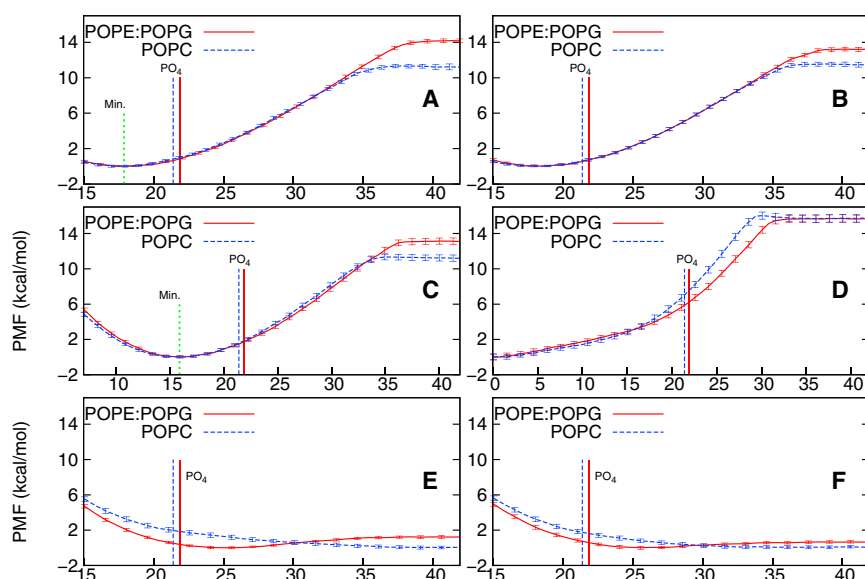 POPE:POPG
POPC
PO4
Min.
A
14
10
6
2
−2
15 20 25 30 35 40
POPE:POPG
POPC
PO4
B
14
10
6
2
−2
15 20 25 30 35 40
PMF (kcal/mol)
POPE:POPG
POPC
PO4
Min.
C
14
10
6
2
−2
10 15 20 25 30 35 40
POPE:POPG
POPC
PO4
D
14
10
6
2
−2
0 5 10 15 20 25 30 35 40
PMF (kcal/mol)
POPE:POPG
POPC
PO4
E
14
10
6
2
−2
15 20 25 30 35 40
POPE:POPG
POPC
PO4
F
14
10
6
2
−2
15 20 25 30 35 40